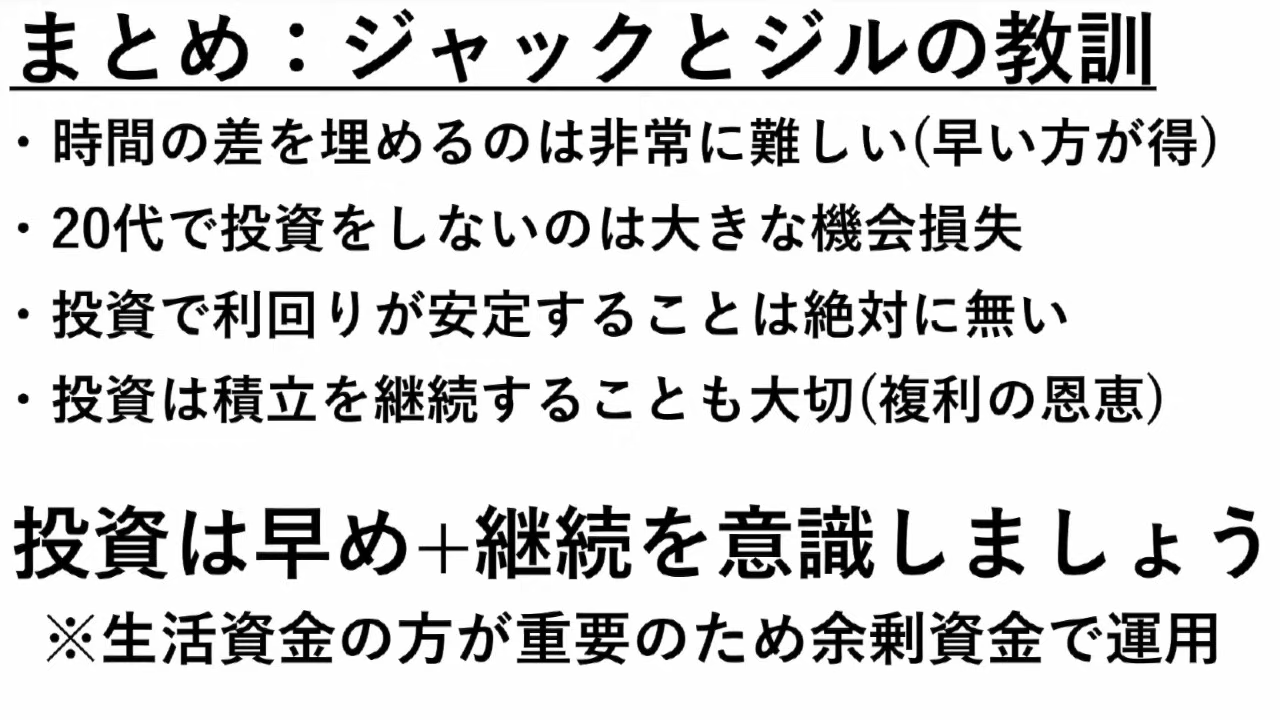 まとめ：ジャックとジルの教訓
・時間の差を埋めるのは非常に難しい(早い方が得)
・20代で投資をしないのは大きな機会損失
・投資で利回りが安定することは絶対に無い
・投資は積立を継続することも大切(複利の恩恵)
投資は早め+継続を意識しましょう
※生活資金の方が重要のため余剰資金で運用